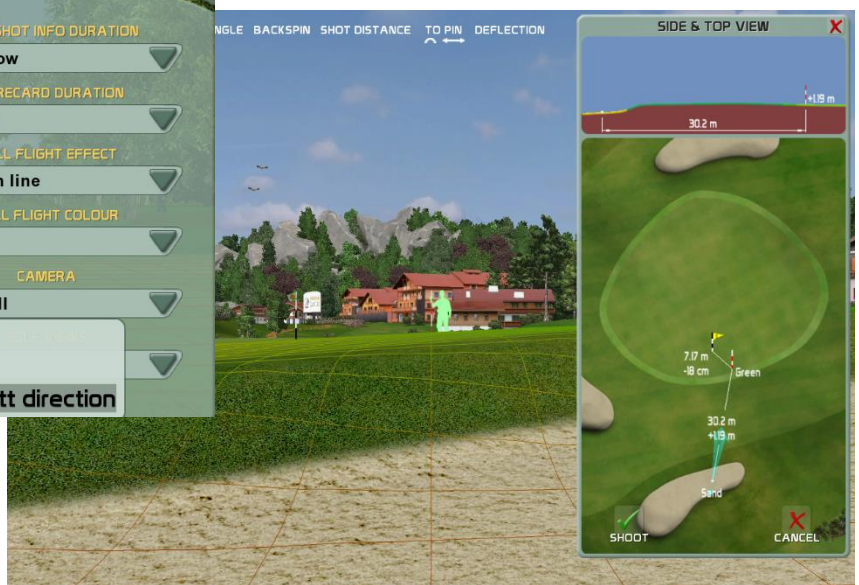 SHOT INFO DURATION
RECARD DURATION
LL FLIGHT EFFECT
n line
LL FLIGHT COLOUR
CAMERA
tt direction
NGLE BACKSPIN SHOT DISTANCE TO PIN DEFLECTION
SIDE & TOP VIEW
+1.19 m
30.2 m
7.17 m
-18 cm
Green
30.2 m
+1.19 m
Sand
SHOOT
CANCEL